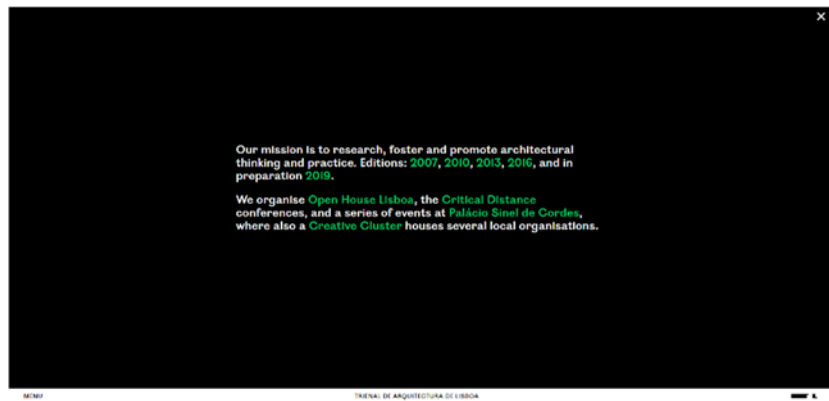 ×
Our mission is to research, foster and promote architectural
thinking and practice. Editions: 2007, 2010, 2013, 2016, and in
preparation 2019.
We organise Open House Lisboa, the Critical Distance
conferences, and a series of events at Palácio Sinel de Cordes,
where also a Creative Cluster houses several local organisations.
MENU
TRIENAL DE ARQUITECTURA DE LISBOA